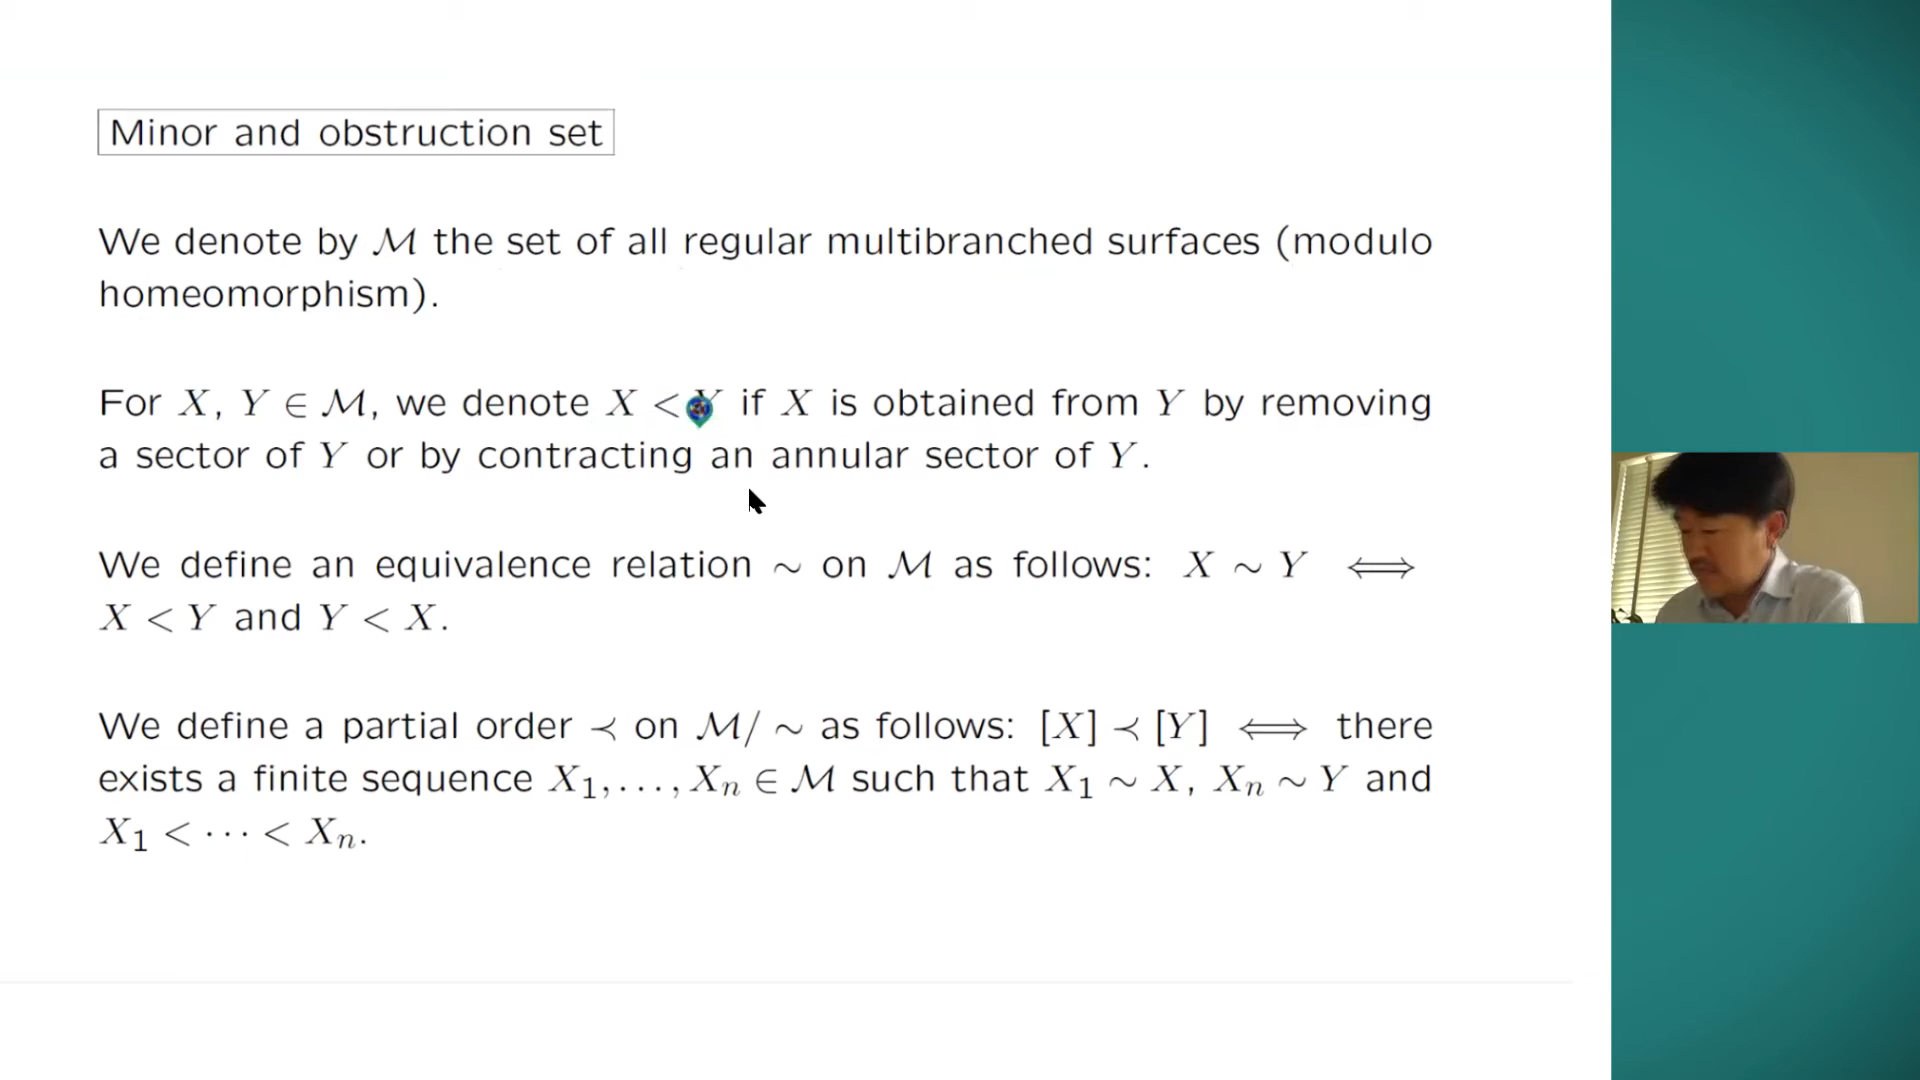 Minor and obstruction set
We denote by ℳ the set of all regular multibranched surfaces (modulo
homeomorphism).
For X, Y ∈ ℳ, we denote X < Y if X is obtained from Y by removing
a sector of Y or by contracting an annular sector of Y.
We define an equivalence relation ∼ on ℳ as follows: X ∼ Y ⟺
X < Y and Y < X.
We define a partial order ≺ on ℳ/ ∼ as follows: [X] ≺ [Y] ⟺ there
exists a finite sequence X₁, . . . , Xₙ ∈ ℳ such that X₁ ∼ X, Xₙ ∼ Y and
X₁ < · · · < Xₙ.